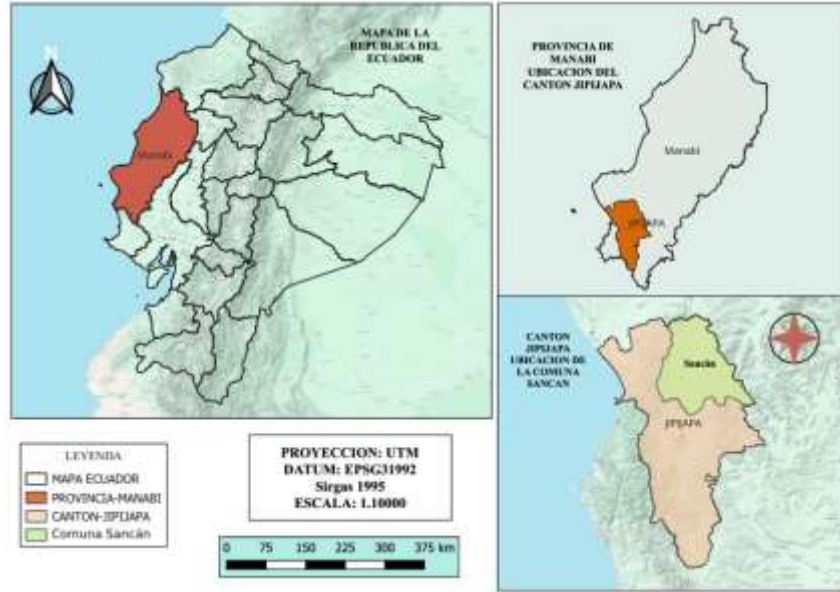 MAPA DE LA
REPUBLICA DEL
ECUADOR
N
Manabi
PROVINCIA DE
MANABI
UBICACION DEL
CANTON JIPIJAPA
Manabi
JIPIJAPA
CANTON
JIPIJAPA
UBICACION DE
LA COMUNA
SANCAN
Sancán
JIPIJAPA
LEYENDA
MAPA ECUADOR
PROVINCIA-MANABI
CANTON-JIPIJAPA
Comuna Sancán
PROYECCION: UTM
DATUM: EPSG31992
Sirgas 1995
ESCALA: 1.10000
0 75 150 225 300 375 km